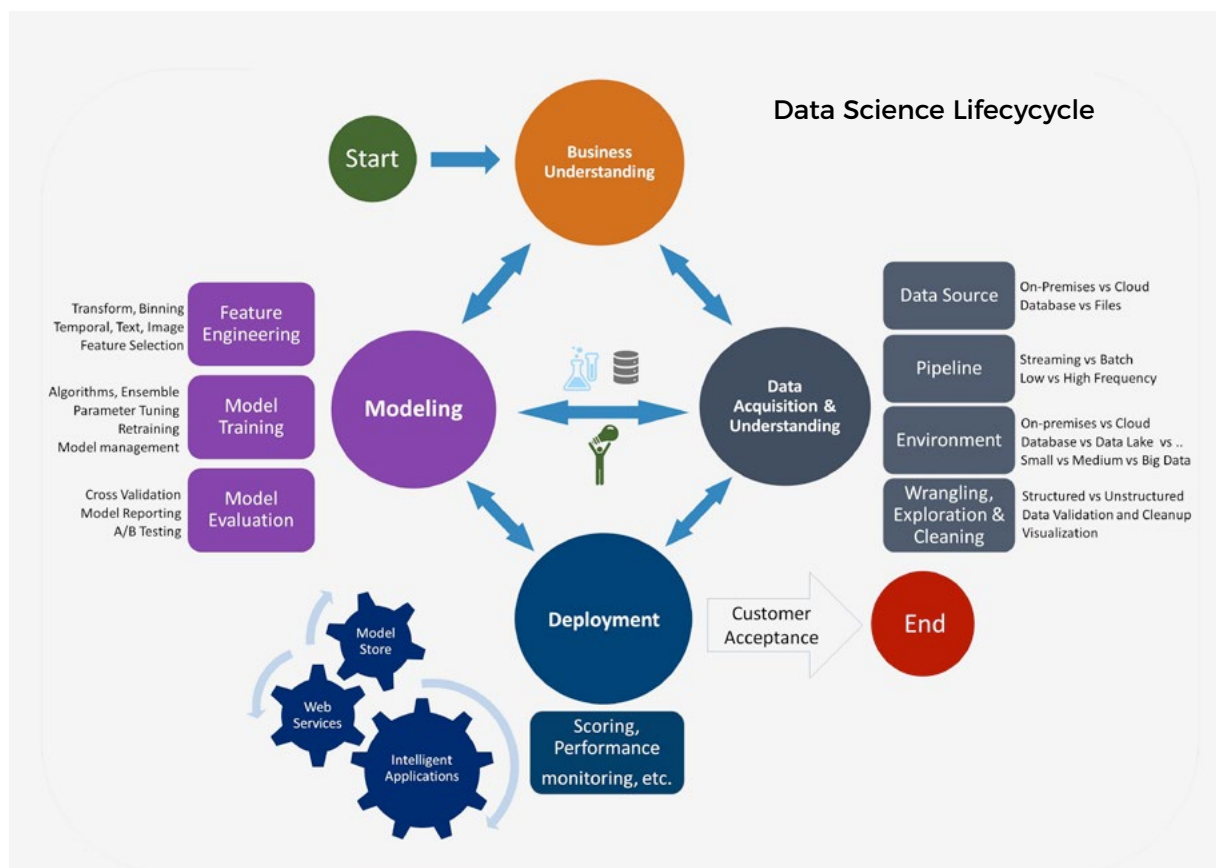 Data Science Lifecycycle
Start
Business
Understanding
Transform, Binning
Temporal, Text, Image
Feature Selection
Feature
Engineering
Algorithms, Ensemble
Parameter Tuning
Retraining
Model management
Model
Training
Cross Validation
Model Reporting
A/B Testing
Model
Evaluation
Modeling
Data
Acquisition &
Understanding
Data Source
On-Premises vs Cloud
Database vs Files
Pipeline
Streaming vs Batch
Low vs High Frequency
Environment
On-premises vs Cloud
Database vs Data Lake vs ..
Small vs Medium vs Big Data
Wrangling,
Exploration &
Cleaning
Structured vs Unstructured
Data Validation and Cleanup
Visualization
Deployment
Customer
Acceptance
End
Model
Store
Web
Services
Intelligent
Applications
Scoring,
Performance
monitoring, etc.